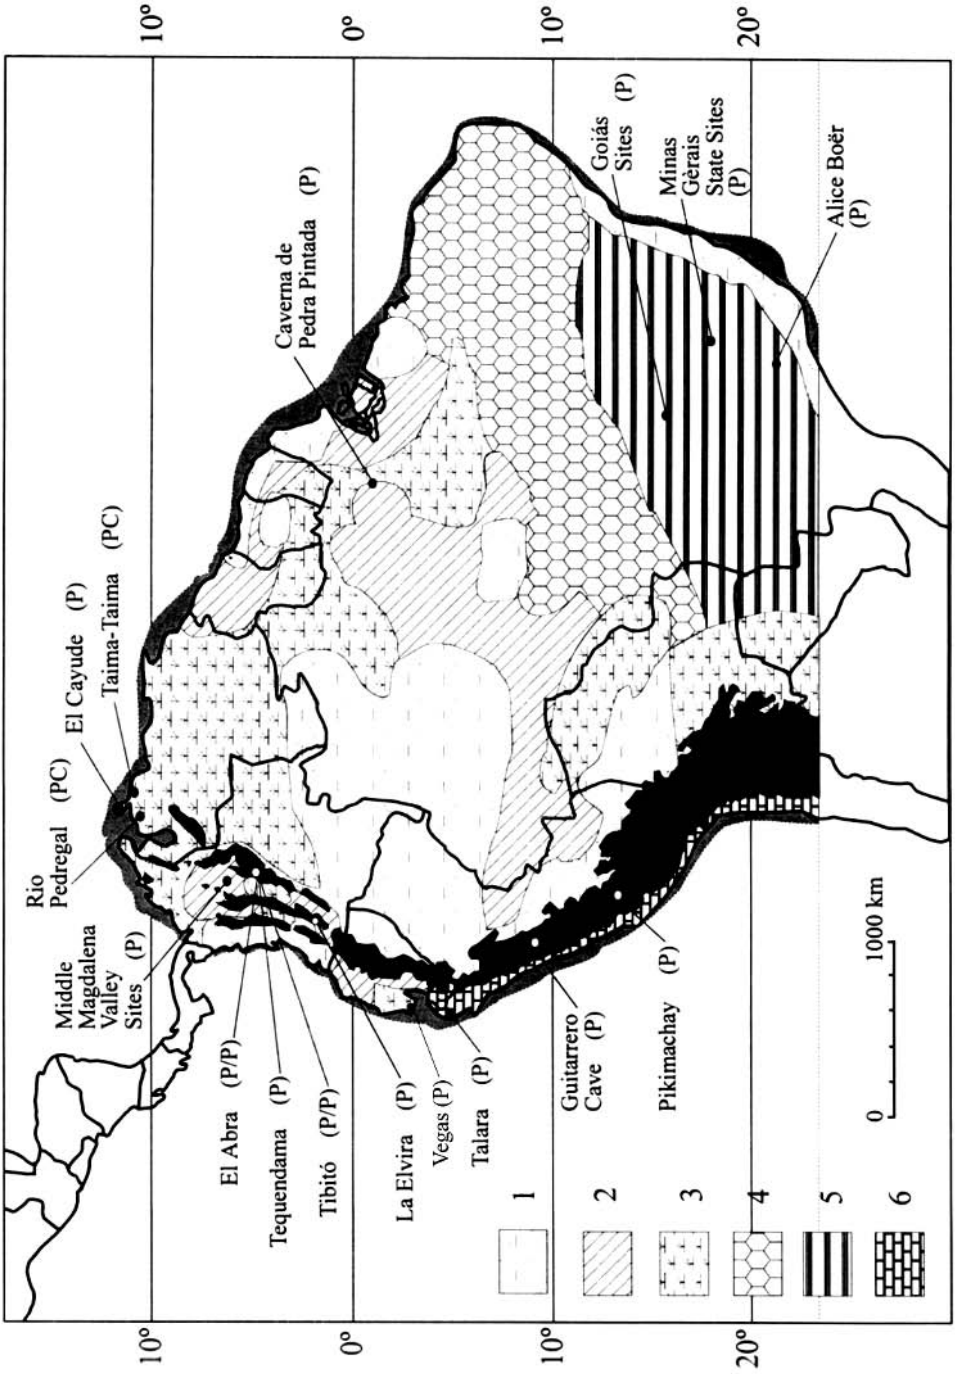 10°
0°
10°
20°
Rio
Pedregal (PC)
El Cayude (P)
Taima-Taima (PC)
Caverna de
Pedra Pintada (P)
Goiás
Sites (P)
Minas
Gèrais
State Sites
(P)
Alice Boër
(P)
Middle
Magdalena
Valley
Sites (P)
El Abra (P/P)
Tequendama (P)
Tibitó (P/P)
La Elvira (P)
Vegas (P)
Talara (P)
Guitarrero
Cave (P)
Pikimachay (P)
0 1000 km
1
2
3
4
5
6
10°
0°
10°
20°